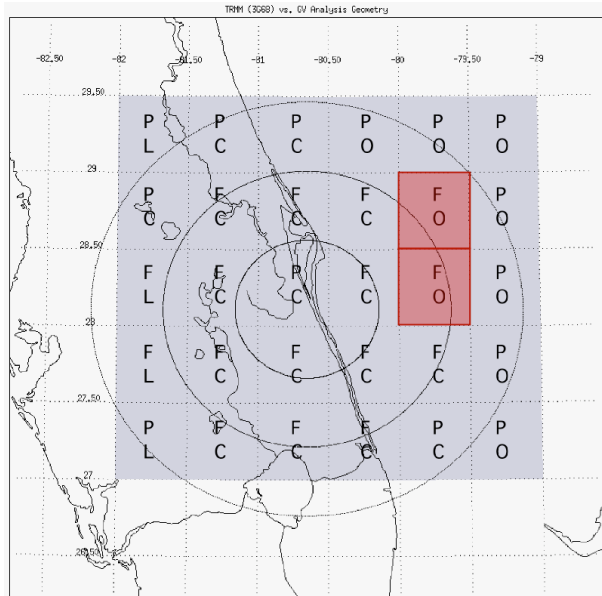 TRMM (3G68) vs. GV Analysis Geometry
-82.50 -82 -81.50 -81 -80.50 -80 -79.50 -79
29.50
P P P P P P
L C C O O O
29
P F F F F P
C C C C O O
28.50
F F P F F P
L C C C O O
28
F F F F F P
L C C C C O
27.50
P F F F P P
L C C C C O
27
26.50